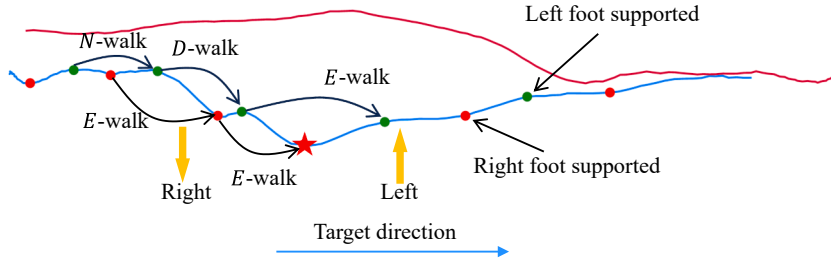 Left foot supported
N-walk
D-walk
E-walk
E-walk
E-walk
Right foot supported
Right
Left
Target direction